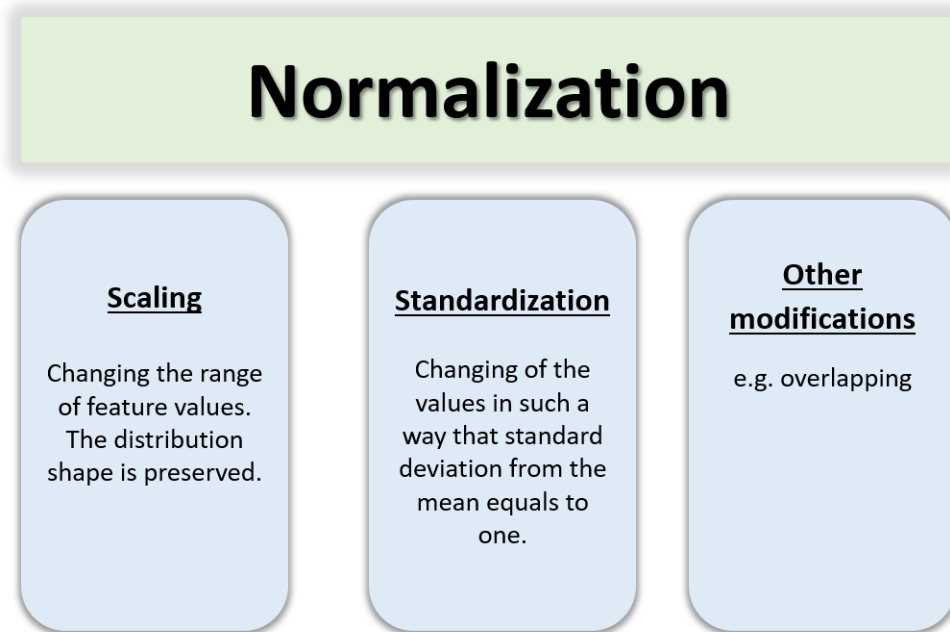 Normalization
Scaling
Changing the range
of feature values.
The distribution
shape is preserved.
Standardization
Changing of the
values in such a
way that standard
deviation from the
mean equals to
one.
Other
modifications
e.g. overlapping